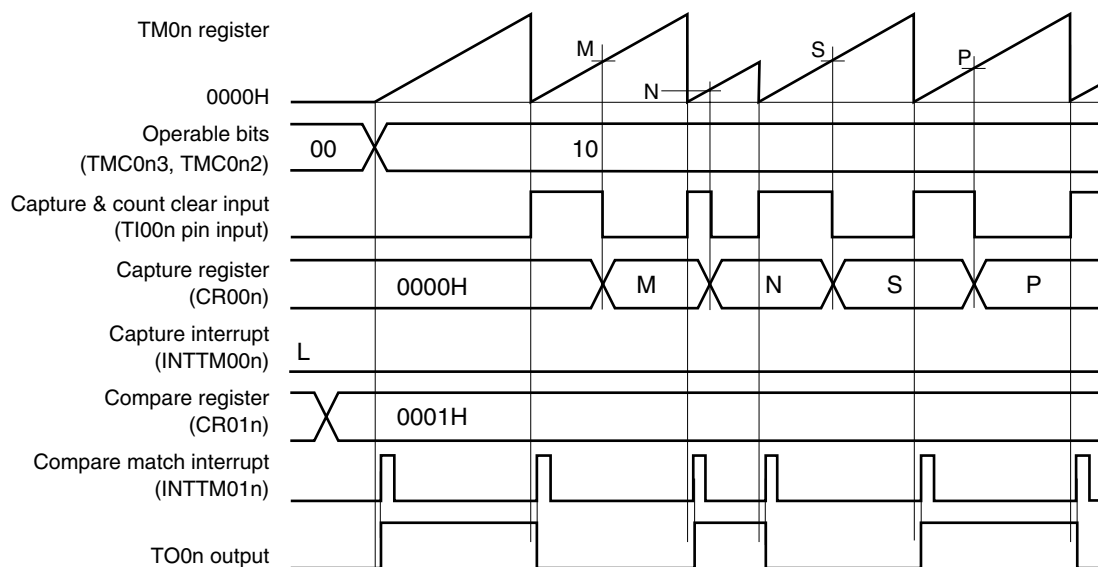 TM0n register
M
S
P
N
0000H
Operable bits
(TMC0n3, TMC0n2)
00
10
Capture & count clear input
(TI00n pin input)
Capture register
(CR00n)
0000H
M
N
S
P
Capture interrupt
(INTTM00n)
L
Compare register
(CR01n)
0001H
Compare match interrupt
(INTTM01n)
TO0n output